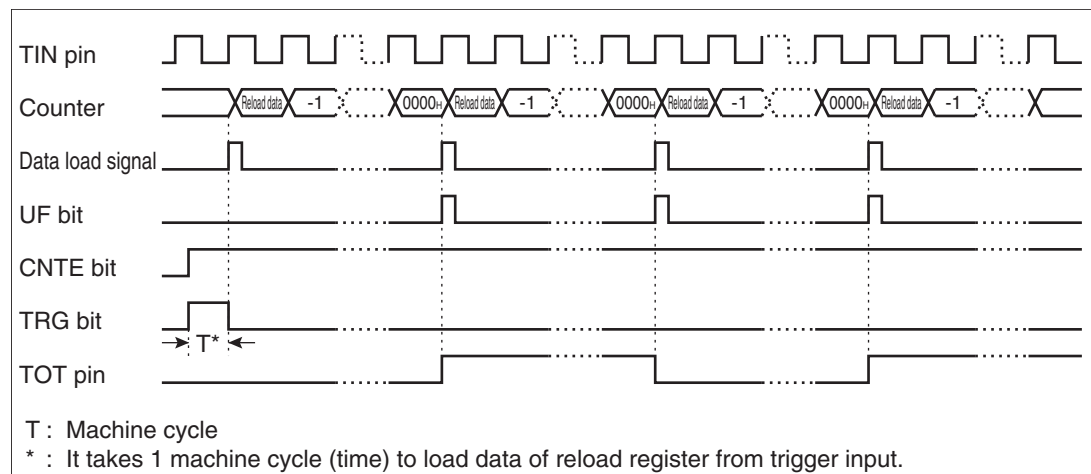 TIN pin
Counter Reload data -1 0000H Reload data -1 0000H Reload data -1 0000H Reload data -1
Data load signal
UF bit
CNTE bit
TRG bit
T*
TOT pin
T : Machine cycle
* : It takes 1 machine cycle (time) to load data of reload register from trigger input.